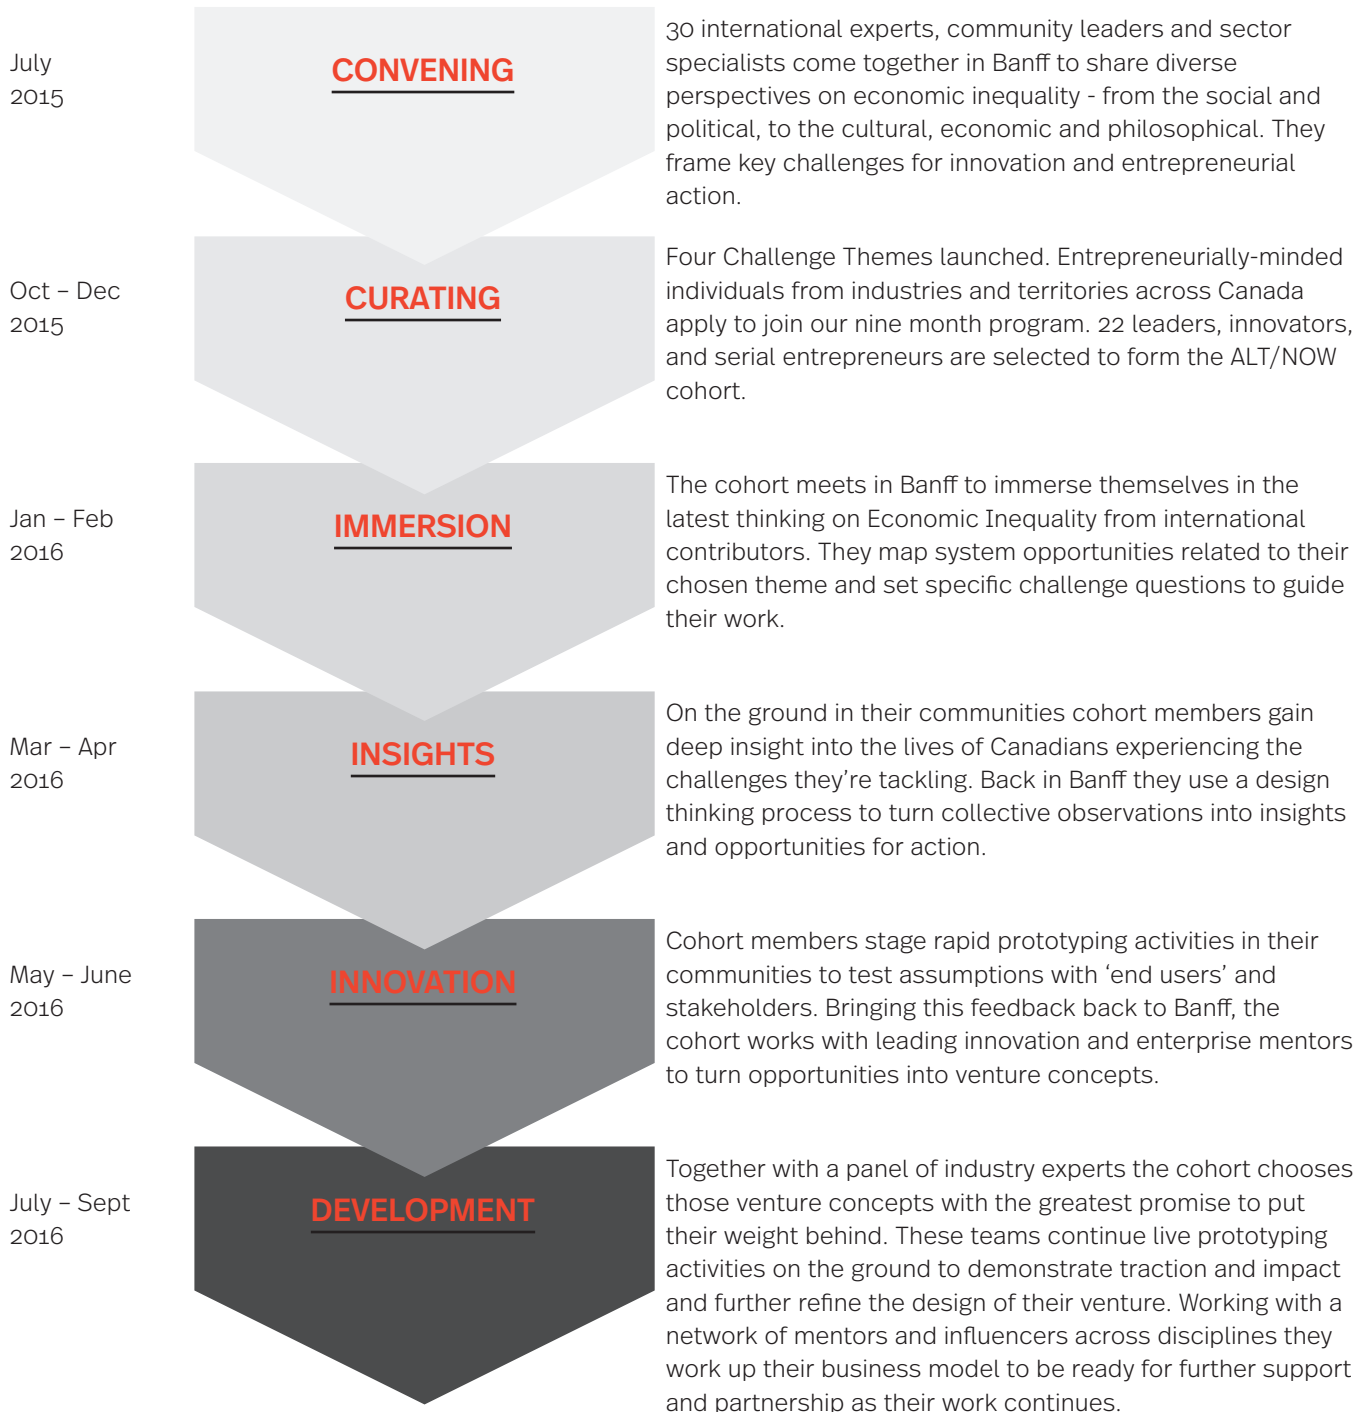 July
2015
CONVENING
30 international experts, community leaders and sector
specialists come together in Banff to share diverse
perspectives on economic inequality - from the social and
political, to the cultural, economic and philosophical. They
frame key challenges for innovation and entrepreneurial
action.
Oct – Dec
2015
CURATING
Four Challenge Themes launched. Entrepreneurially-minded
individuals from industries and territories across Canada
apply to join our nine month program. 22 leaders, innovators,
and serial entrepreneurs are selected to form the ALT/NOW
cohort.
Jan – Feb
2016
IMMERSION
The cohort meets in Banff to immerse themselves in the
latest thinking on Economic Inequality from international
contributors. They map system opportunities related to their
chosen theme and set specific challenge questions to guide
their work.
Mar – Apr
2016
INSIGHTS
On the ground in their communities cohort members gain
deep insight into the lives of Canadians experiencing the
challenges they’re tackling. Back in Banff they use a design
thinking process to turn collective observations into insights
and opportunities for action.
May – June
2016
INNOVATION
Cohort members stage rapid prototyping activities in their
communities to test assumptions with ‘end users’ and
stakeholders. Bringing this feedback back to Banff, the
cohort works with leading innovation and enterprise mentors
to turn opportunities into venture concepts.
July – Sept
2016
DEVELOPMENT
Together with a panel of industry experts the cohort chooses
those venture concepts with the greatest promise to put
their weight behind. These teams continue live prototyping
activities on the ground to demonstrate traction and impact
and further refine the design of their venture. Working with a
network of mentors and influencers across disciplines they
work up their business model to be ready for further support
and partnership as their work continues.